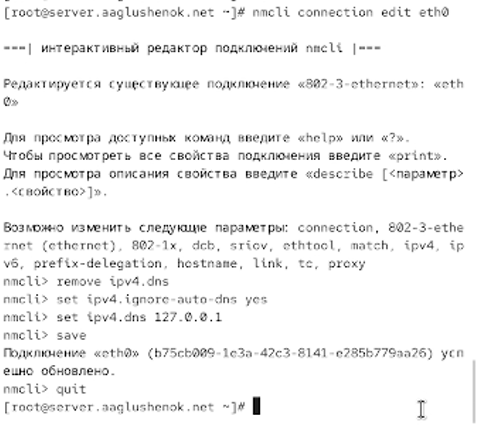 [root@server.aaglushenok.net ~]# nmcli connection edit eth0
===| интерактивный редактор подключений nmcli |===
Редактируется существующее подключение «802-3-ethernet»: «eth
0»
Для просмотра доступных команд введите «help» или «?».
Чтобы просмотреть все свойства подключения введите «print».
Для просмотра описания свойства введите «describe [<параметр>
.<свойство>]».
Возможно изменить следующие параметры: connection, 802-3-ethe
rnet (ethernet), 802-1x, dcb, sriov, ethtool, match, ipv4, ip
v6, prefix-delegation, hostname, link, tc, proxy
nmcli> remove ipv4.dns
nmcli> set ipv4.ignore-auto-dns yes
nmcli> set ipv4.dns 127.0.0.1
nmcli> save
Подключение «eth0» (b75cb009-1e3a-42c3-8141-e285b779aa26) усп
ешно обновлено.
nmcli> quit
[root@server.aaglushenok.net ~]#